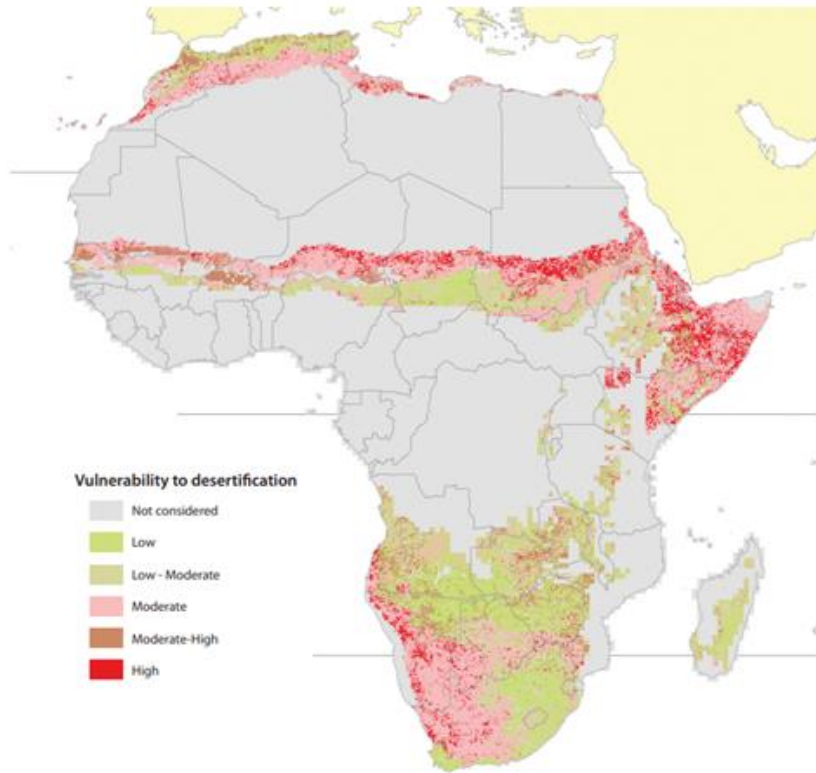 Vulnerability to desertification
Not considered
Low
Low - Moderate
Moderate
Moderate-High
High